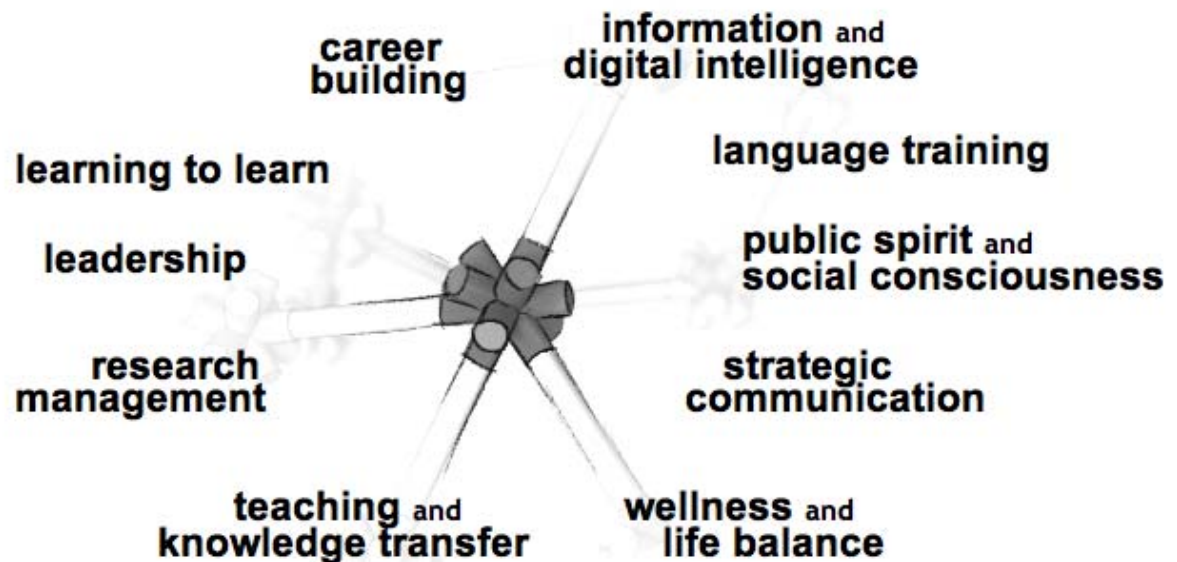 career
building
information and
digital intelligence
learning to learn
language training
leadership
public spirit and
social consciousness
research
management
strategic
communication
teaching and
knowledge transfer
wellness and
life balance